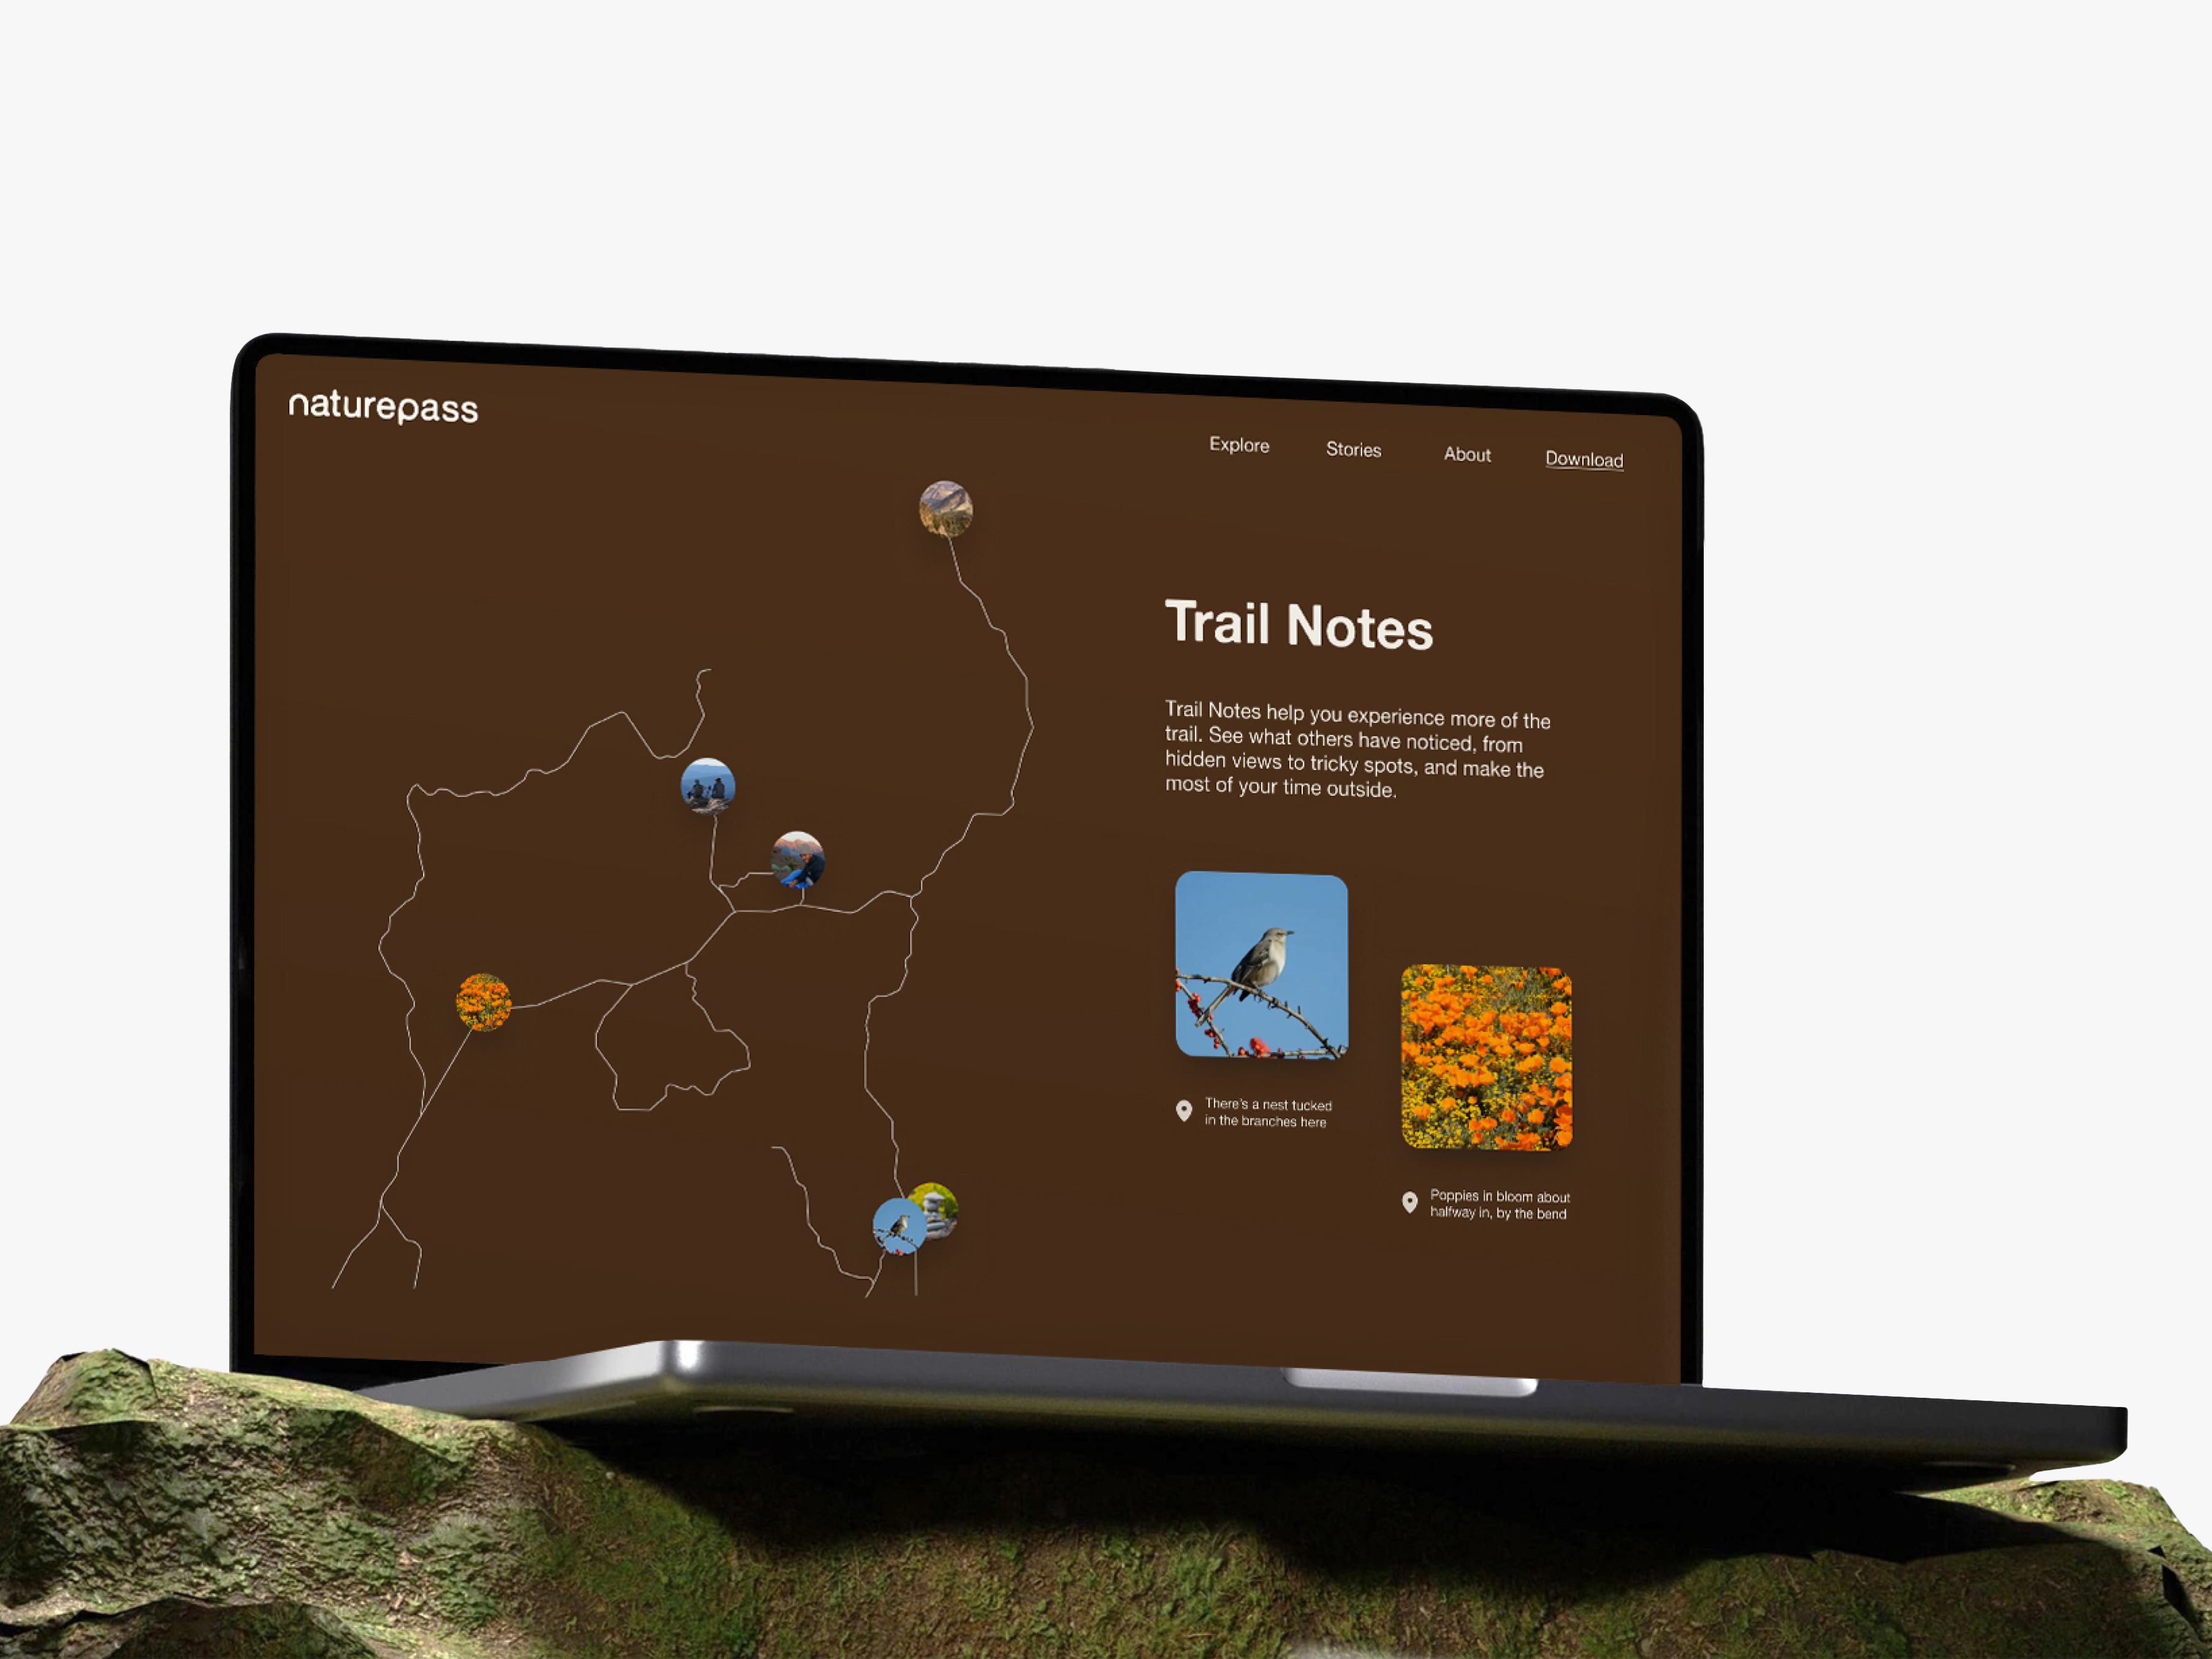 naturepass
Explore
Stories
About
Download
Trail Notes
Trail Notes help you experience more of the
trail. See what others have noticed, from
hidden views to tricky spots, and make the
most of your time outside.
There's a nest tucked
in the branches here
Poppies in bloom about
halfway in, by the bend